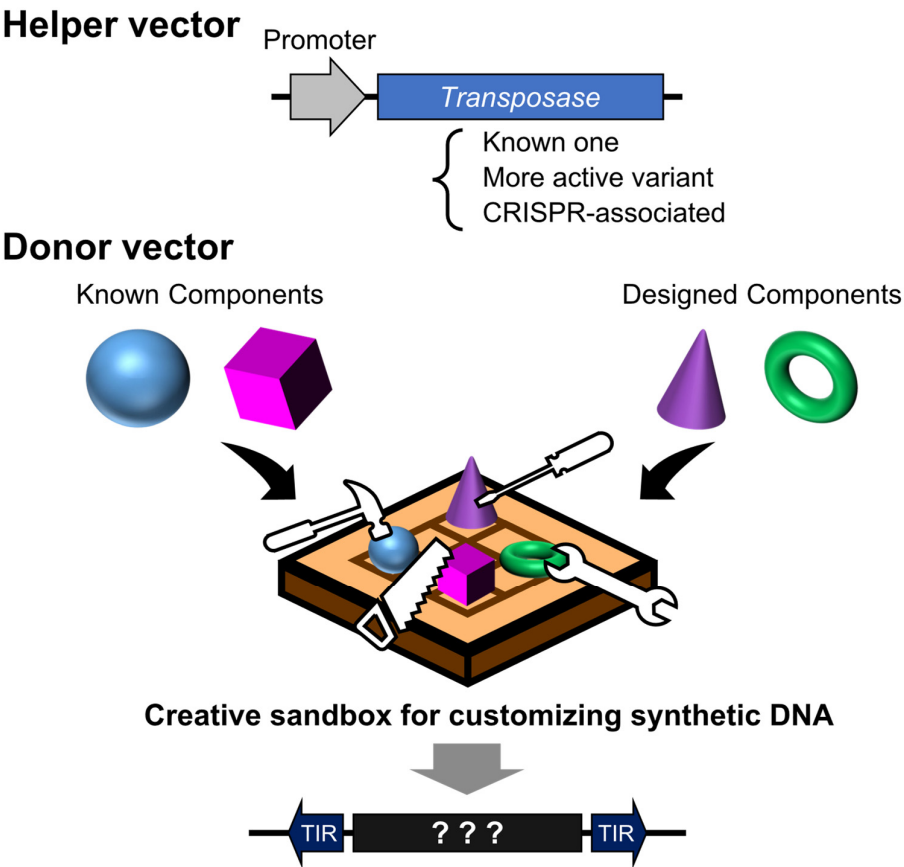 Helper vector
Promoter
Transposase
Known one
More active variant
CRISPR-associated
Donor vector
Known Components
Designed Components
Creative sandbox for customizing synthetic DNA
TIR
? ? ?
TIR